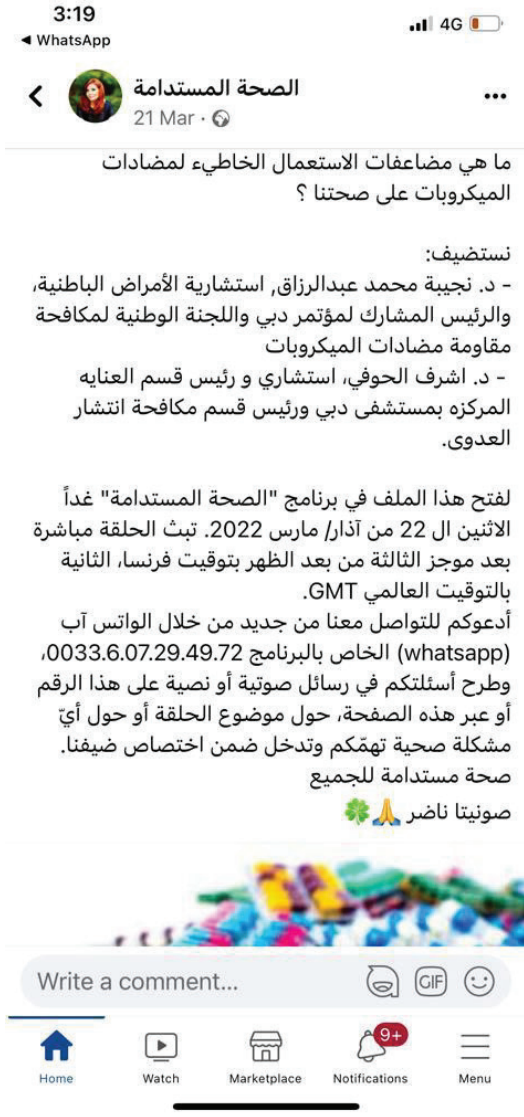 3:19
4G
◀ WhatsApp
الصحة المستدامة
21 Mar ·
ما هي مضاعفات الاستعمال الخاطيء لمضادات
الميكروبات على صحتنا ؟
نستضيف:
- د. نجيبة محمد عبدالرزاق, استشارية الأمراض الباطنية،
والرئيس المشارك لمؤتمر دبي واللجنة الوطنية لمكافحة
مقاومة مضادات الميكروبات
- د. اشرف الحوفي، استشاري و رئيس قسم العنايه
المركزه بمستشفى دبي ورئيس قسم مكافحة انتشار
العدوى.
لفتح هذا الملف في برنامج "الصحة المستدامة" غداً
الاثنين ال 22 من آذار/ مارس 2022. تبث الحلقة مباشرة
بعد موجز الثالثة من بعد الظهر بتوقيت فرنسا، الثانية
بالتوقيت العالمي GMT.
أدعوكم للتواصل معنا من جديد من خلال الواتس آب
(whatsapp) الخاص بالبرنامج 0033.6.07.29.49.72،
وطرح أسئلتكم في رسائل صوتية أو نصية على هذا الرقم
أو عبر هذه الصفحة، حول موضوع الحلقة أو حول أيّ
مشكلة صحية تهمّكم وتدخل ضمن اختصاص ضيفنا.
صحة مستدامة للجميع
صونيتا ناضر 🙏🍀
Write a comment...
GIF
9+
Home
Watch
Marketplace
Notifications
Menu